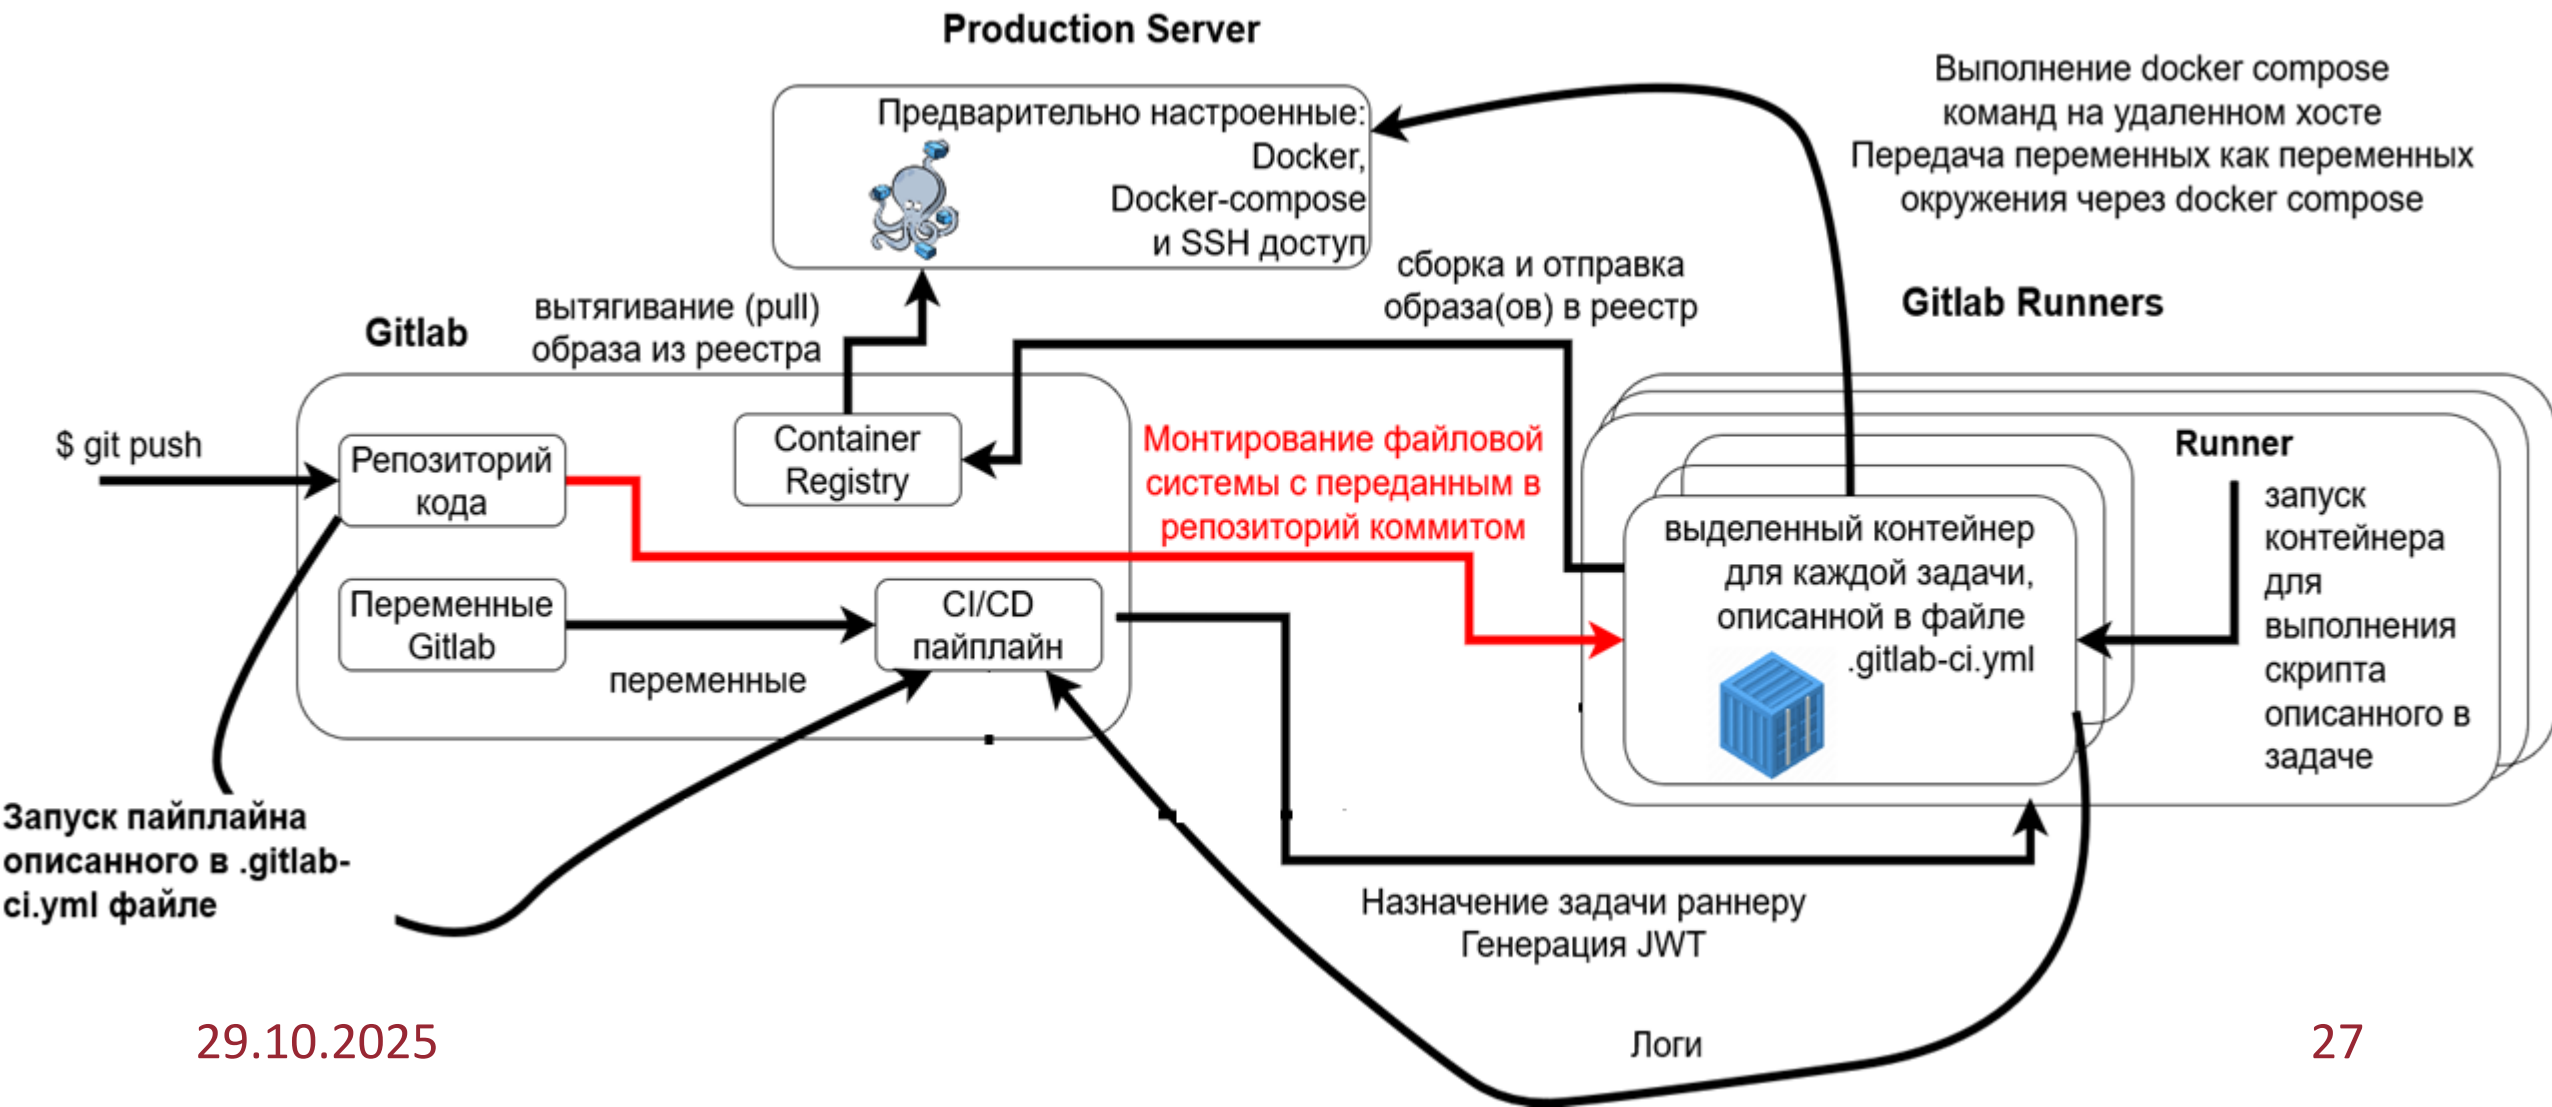 Production Server
Предварительно настроенные:
Docker,
Docker-compose
и SSH доступ
Выполнение docker compose
команд на удаленном хосте
Передача переменных как переменных
окружения через docker compose
сборка и отправка
образа(ов) в реестр
Gitlab Runners
вытягивание (pull)
образа из реестра
Gitlab
$ git push
Репозиторий
кода
Container
Registry
Монтирование файловой
системы с переданным в
репозиторий коммитом
Runner
запуск
контейнера
для
выполнения
скрипта
описанного в
задаче
выделенный контейнер
для каждой задачи,
описанной в файле
.gitlab-ci.yml
Переменные
Gitlab
переменные
CI/CD
пайплайн
Запуск пайплайна
описанного в .gitlab-
ci.yml файле
Назначение задачи раннеру
Генерация JWT
Логи
29.10.2025
27